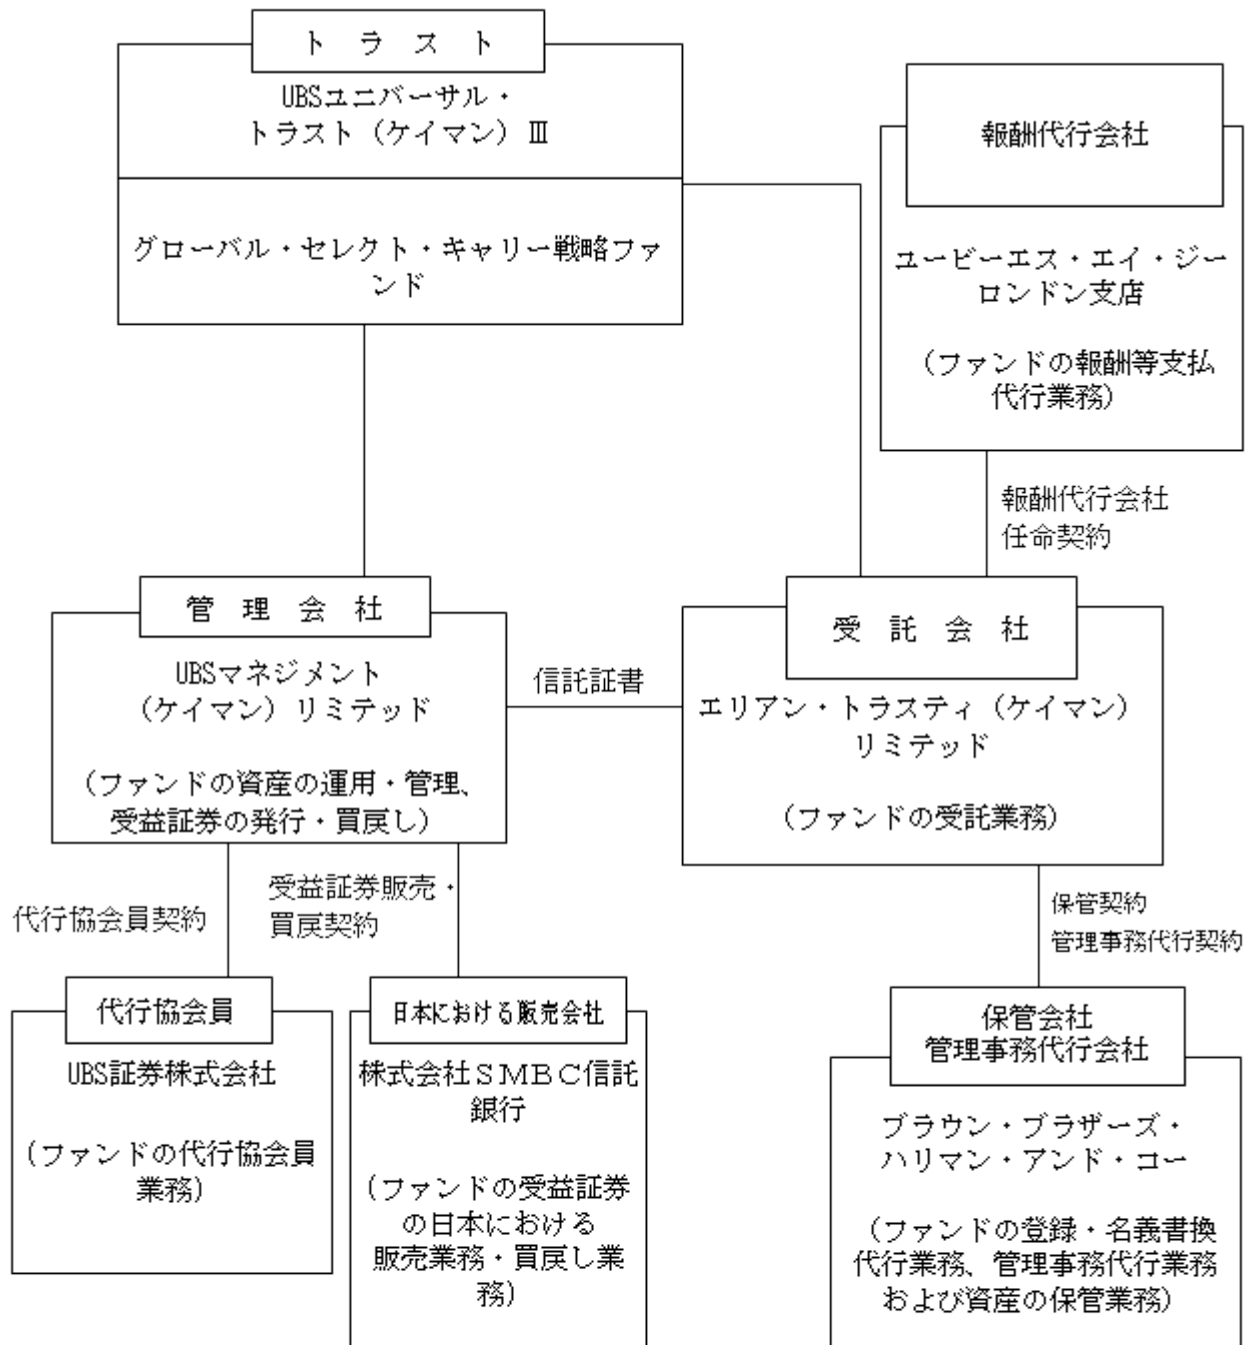 ト ラ ス ト
UBSユニバーサル・
トラスト（ケイマン）Ⅲ
グローバル・セレクト・キャリー戦略ファ
ンド
報酬代行会社
ユービーエス・エイ・ジー
ロンドン支店
（ファンドの報酬等支払
代行業務）
報酬代行会社
任命契約
管 理 会 社
UBSマネジメント
（ケイマン）リミテッド
（ファンドの資産の運用・管理、
受益証券の発行・買戻し）
信託証書
受 託 会 社
エリアン・トラスティ（ケイマン）
リミテッド
（ファンドの受託業務）
代行協会員契約
受益証券販売・
買戻契約
保管契約
管理事務代行契約
代行協会員
UBS証券株式会社
（ファンドの代行協会員
業務）
日本における販売会社
株式会社ＳＭＢＣ信託
銀行
（ファンドの受益証券
の日本における
販売業務・買戻し業
務）
保管会社
管理事務代行会社
ブラウン・ブラザーズ・
ハリマン・アンド・コー
（ファンドの登録・名義書換
代行業務、管理事務代行業務
および資産の保管業務）